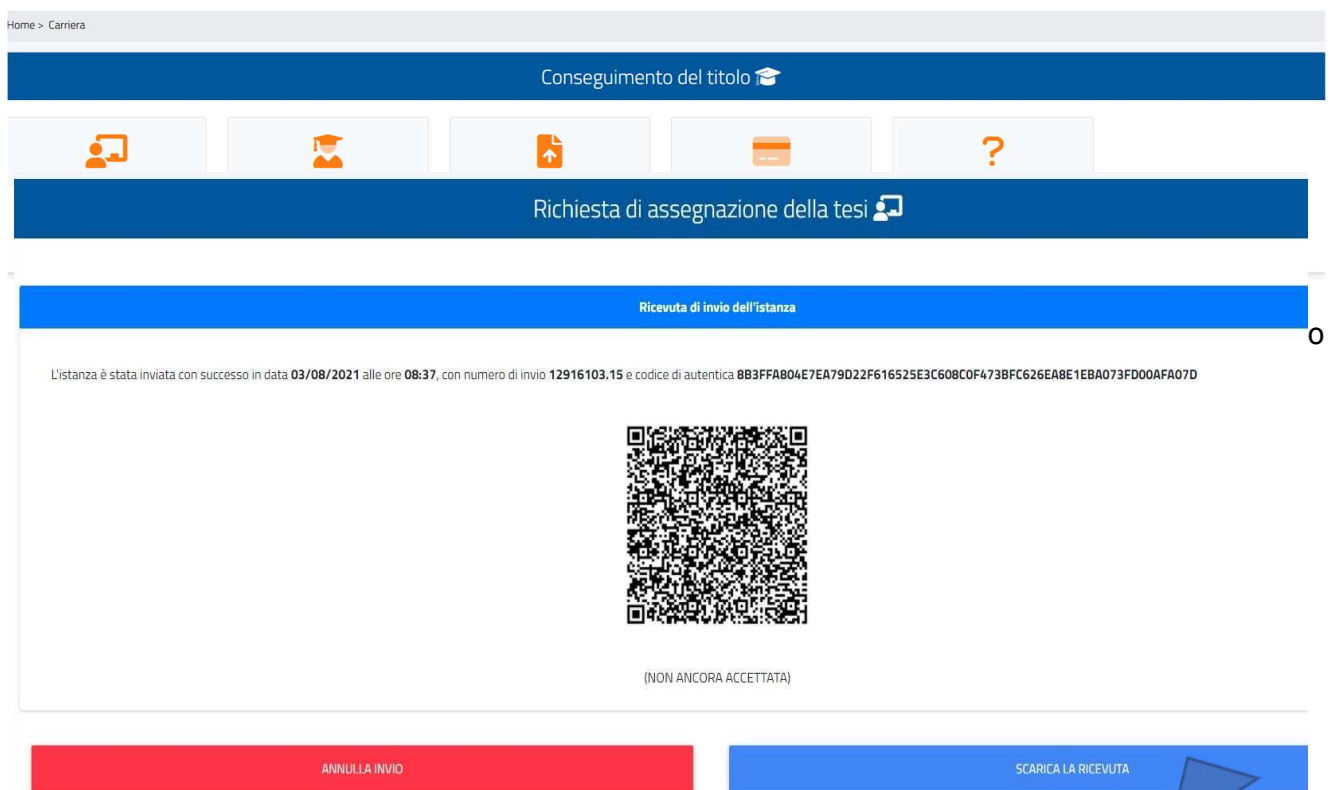 Home > Carriera
Conseguimento del titolo
Richiesta di assegnazione della tesi
Ricevuta di invio dell'istanza
o
L'istanza è stata inviata con successo in data 03/08/2021 alle ore 08:37, con numero di invio 12916103.15 e codice di autentica 8B3FFA804E7EA79D22F616525E3C608C0F473BFC626EA8E1EBA073FD00AFA07D
(NON ANCORA ACCETTATA)
ANNULLA INVIO
SCARICA LA RICEVUTA